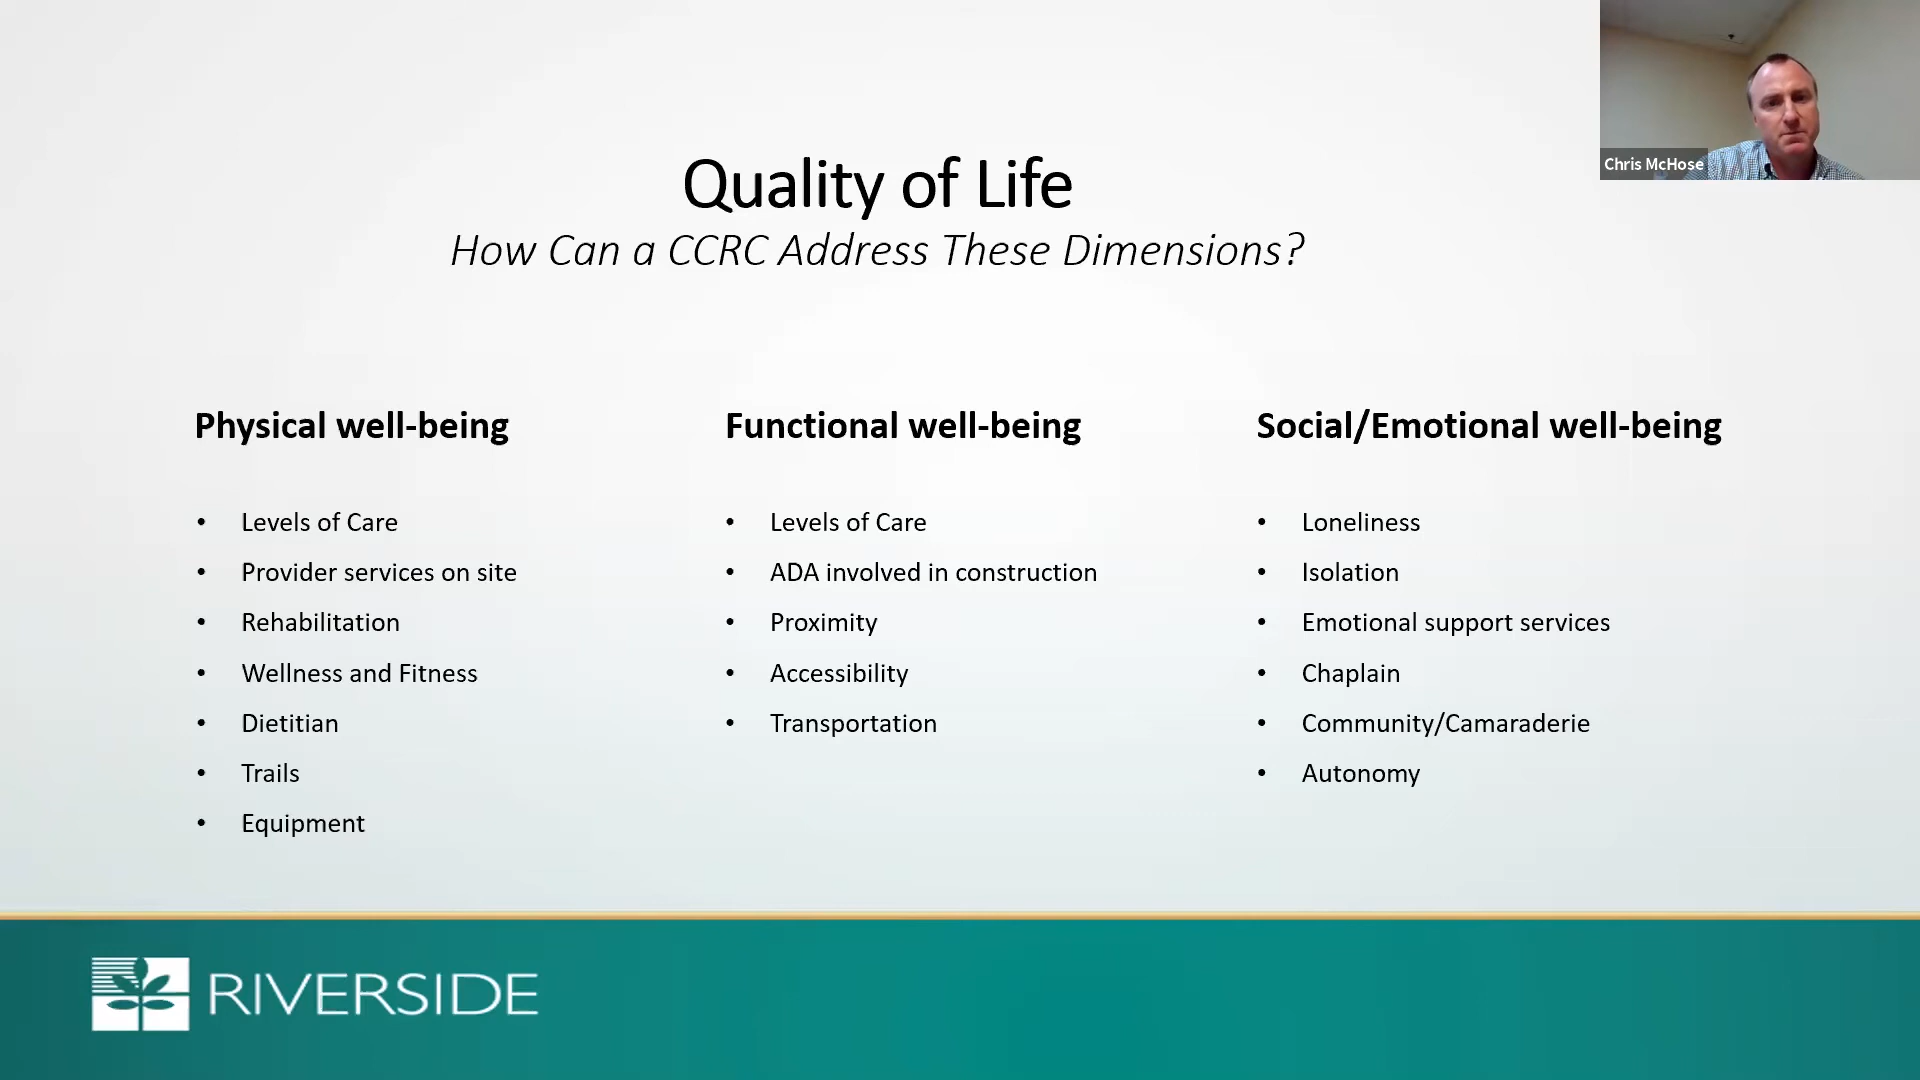 Chris McHose
Quality of Life
How Can a CCRC Address These Dimensions?
Physical well-being
• Levels of Care
• Provider services on site
• Rehabilitation
• Wellness and Fitness
• Dietitian
• Trails
• Equipment
Functional well-being
• Levels of Care
• ADA involved in construction
• Proximity
• Accessibility
• Transportation
Social/Emotional well-being
• Loneliness
• Isolation
• Emotional support services
• Chaplain
• Community/Camaraderie
• Autonomy
RIVERSIDE